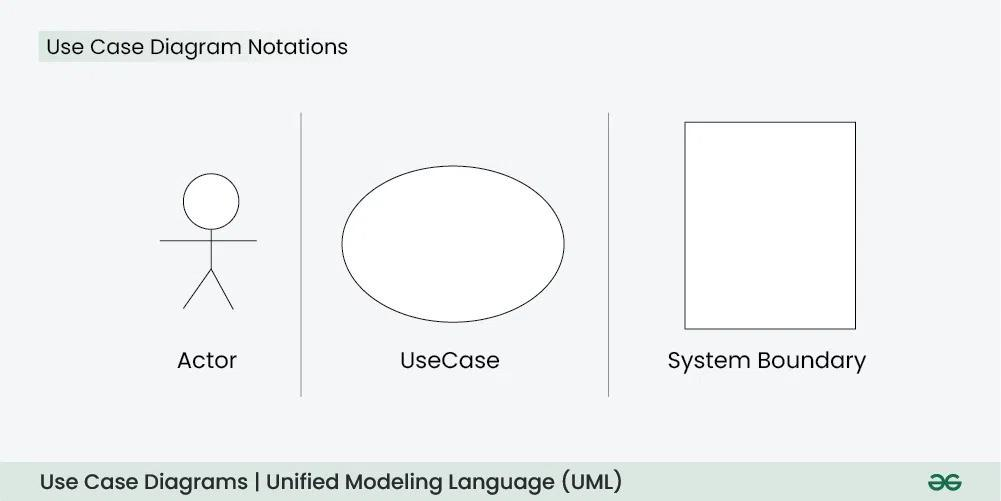 Use Case Diagram Notations
Actor
UseCase
System Boundary
Use Case Diagrams | Unified Modeling Language (UML)